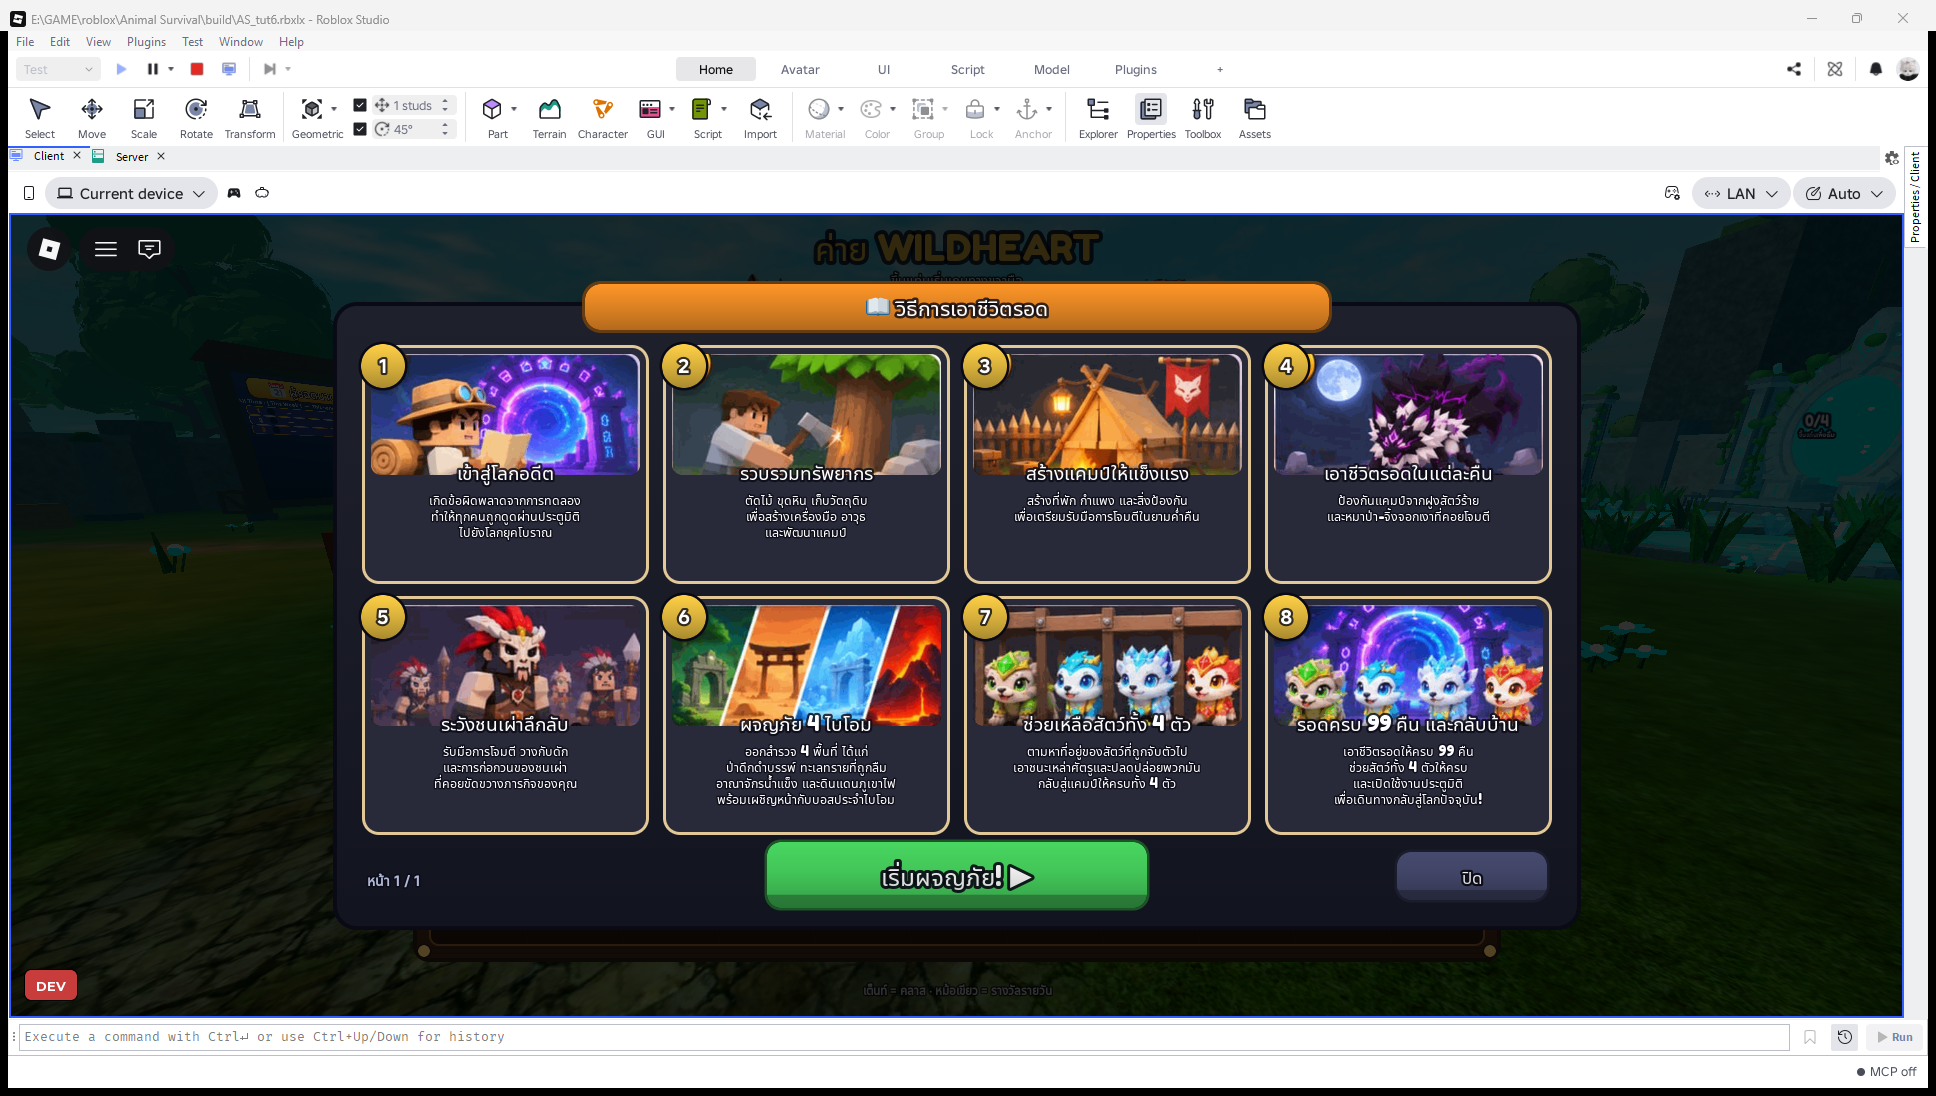 E:\GAME\roblox\Animal Survival\build\AS_tut6.rbxlx - Roblox Studio
File Edit View Plugins Test Window Help
Test
Home Avatar UI Script Model Plugins +
1 studs
45°
Select Move Scale Rotate Transform Geometric Part Terrain Character GUI Script Import Material Color Group Lock Anchor Explorer Properties Toolbox Assets
Client Server
Properties / Client
Current device
LAN
Auto
ค่าย WILDHEART
วิธีการเอาชีวิตรอด
0/4
1
เข้าสู่โลกอดีต
เกิดข้อผิดพลาดจากการทดลอง
ทำให้ทุกคนถูกดูดผ่านประตูมิติ
ไปยังโลกยุคโบราณ
2
รวบรวมทรัพยากร
ตัดไม้ ขุดหิน เก็บวัตถุดิบ
เพื่อสร้างเครื่องมือ อาวุธ
และพัฒนาแคมป์
3
สร้างแคมป์ให้แข็งแรง
สร้างที่พัก กำแพง และสิ่งป้องกัน
เพื่อเตรียมรับมือการโจมตีในยามค่ำคืน
4
เอาชีวิตรอดในแต่ละคืน
ป้องกันแคมป์จากฝูงสัตว์ร้าย
และหมาป่า-จิ้งจอกเงาที่คอยโจมตี
5
ระวังชนเผ่าลึกลับ
รับมือการโจมตี วางกับดัก
และการก่อกวนของชนเผ่า
ที่คอยขัดขวางภารกิจของคุณ
6
ผจญภัย 4 ไบโอม
ออกสำรวจ 4 พื้นที่ ได้แก่
ป่าดึกดำบรรพ์ ทะเลทรายที่ถูกลืม
อาณาจักรน้ำแข็ง และดินแดนภูเขาไฟ
พร้อมเผชิญหน้ากับบอสประจำไบโอม
7
ช่วยเหลือสัตว์ทั้ง 4 ตัว
ตามหาที่อยู่ของสัตว์ที่ถูกจับตัวไป
เอาชนะเหล่าศัตรูและปลดปล่อยพวกมัน
กลับสู่แคมป์ให้ครบทั้ง 4 ตัว
8
รอดครบ 99 คืน และกลับบ้าน
เอาชีวิตรอดให้ครบ 99 คืน
ช่วยสัตว์ทั้ง 4 ตัวให้ครบ
และเปิดใช้งานประตูมิติ
เพื่อเดินทางกลับสู่โลกปัจจุบัน!
หน้า 1 / 1
เริ่มผจญภัย!
ปิด
DEV
เต็นท์ = คลาส · หม้อเขียว = รางวัลรายวัน
Execute a command with Ctrl↵ or use Ctrl+Up/Down for history
Run
MCP off